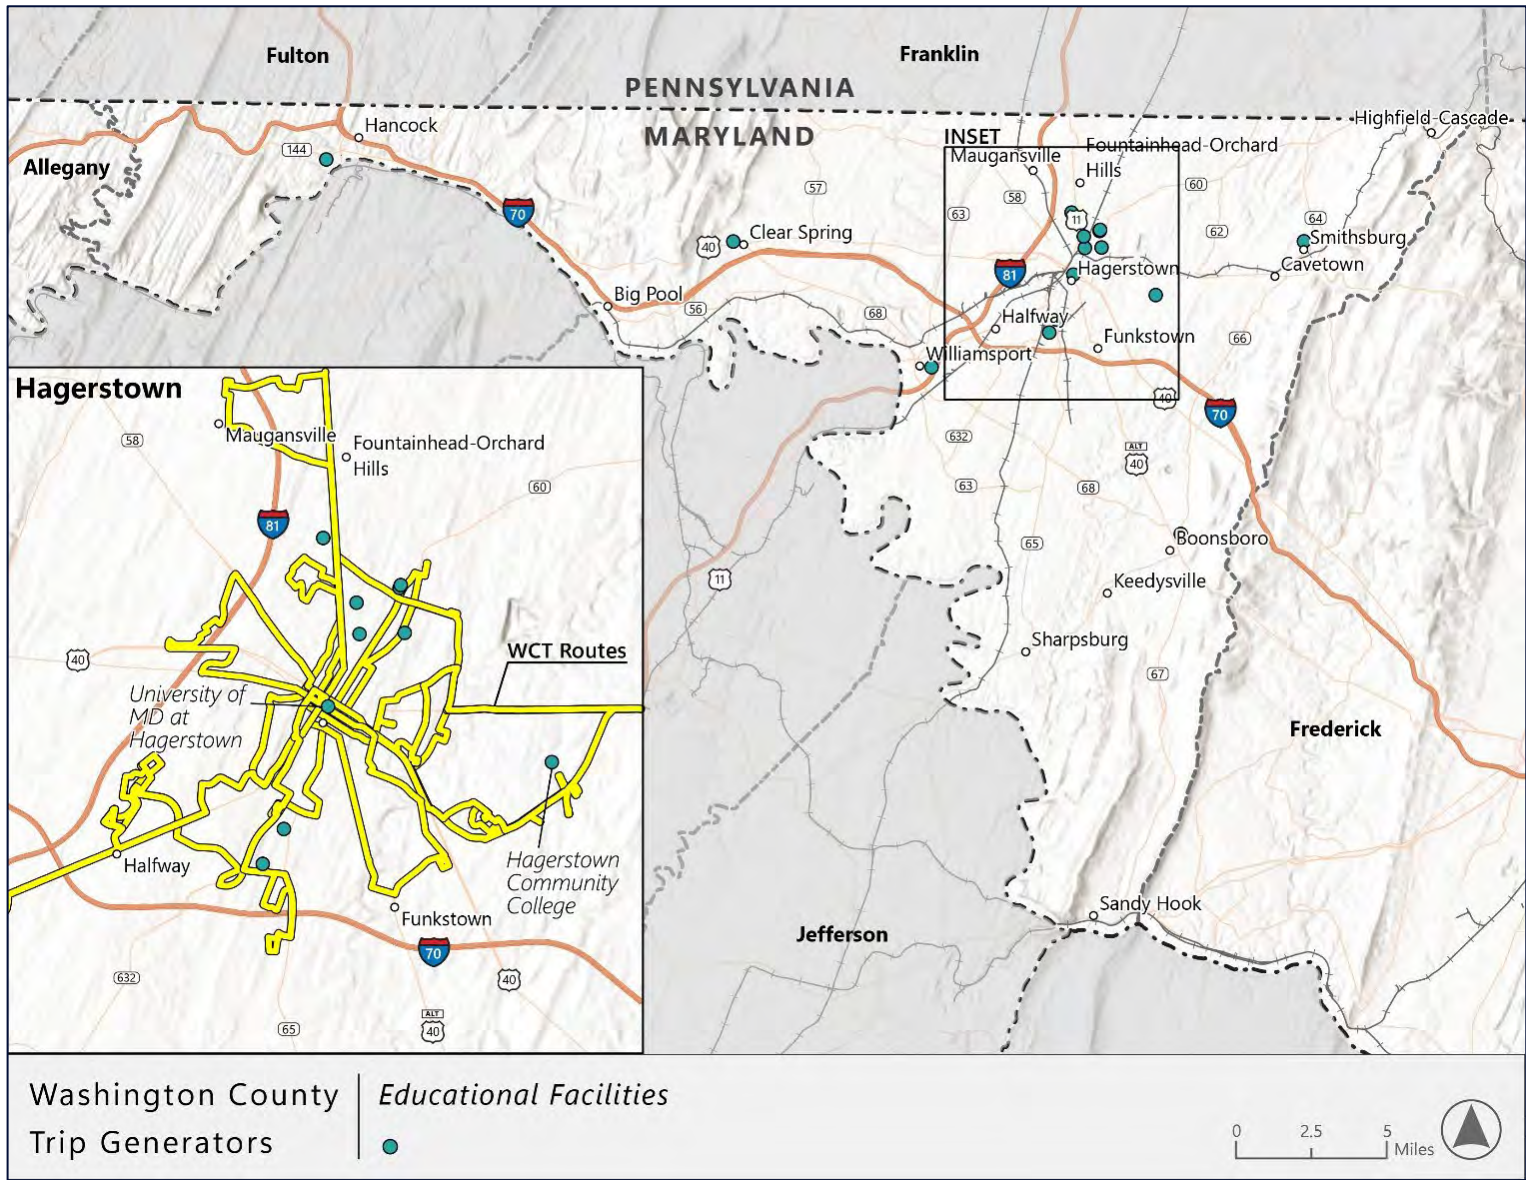 Fulton
Franklin
PENNSYLVANIA
MARYLAND
Hancock
144
Allegany
70
INSET
Maugansville
Fountainhead-Orchard
Hills
Highfield-Cascade
57
58
63
60
11
62
64
Smithsburg
Cavetown
40
Clear Spring
81
Hagerstown
Big Pool
56
68
Halfway
Funkstown
66
Williamsport
40
70
632
ALT
40
63
68
65
Boonsboro
Keedysville
11
Sharpsburg
67
Frederick
Sandy Hook
Jefferson
Hagerstown
Maugansville
58
Fountainhead-Orchard
Hills
60
81
40
WCT Routes
University of
MD at
Hagerstown
Hagerstown
Community
College
Halfway
Funkstown
70
632
40
65
ALT
40
Washington County
Trip Generators
Educational Facilities
0 2.5 5
Miles